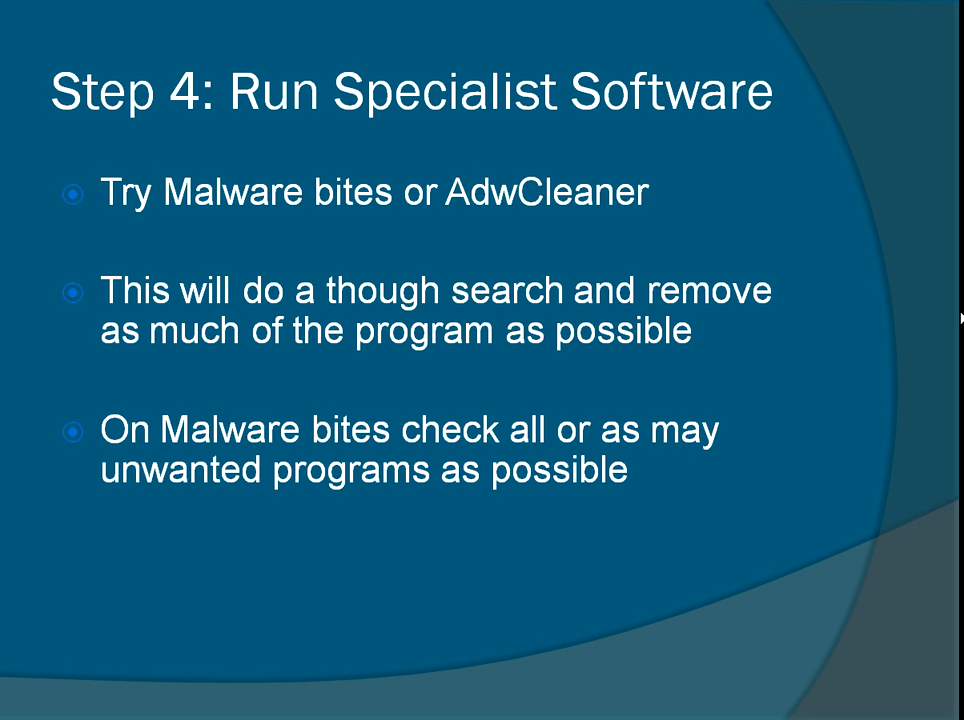 Step 4: Run Specialist Software
Try Malware bites or AdwCleaner
This will do a though search and remove
as much of the program as possible
On Malware bites check all or as may
unwanted programs as possible